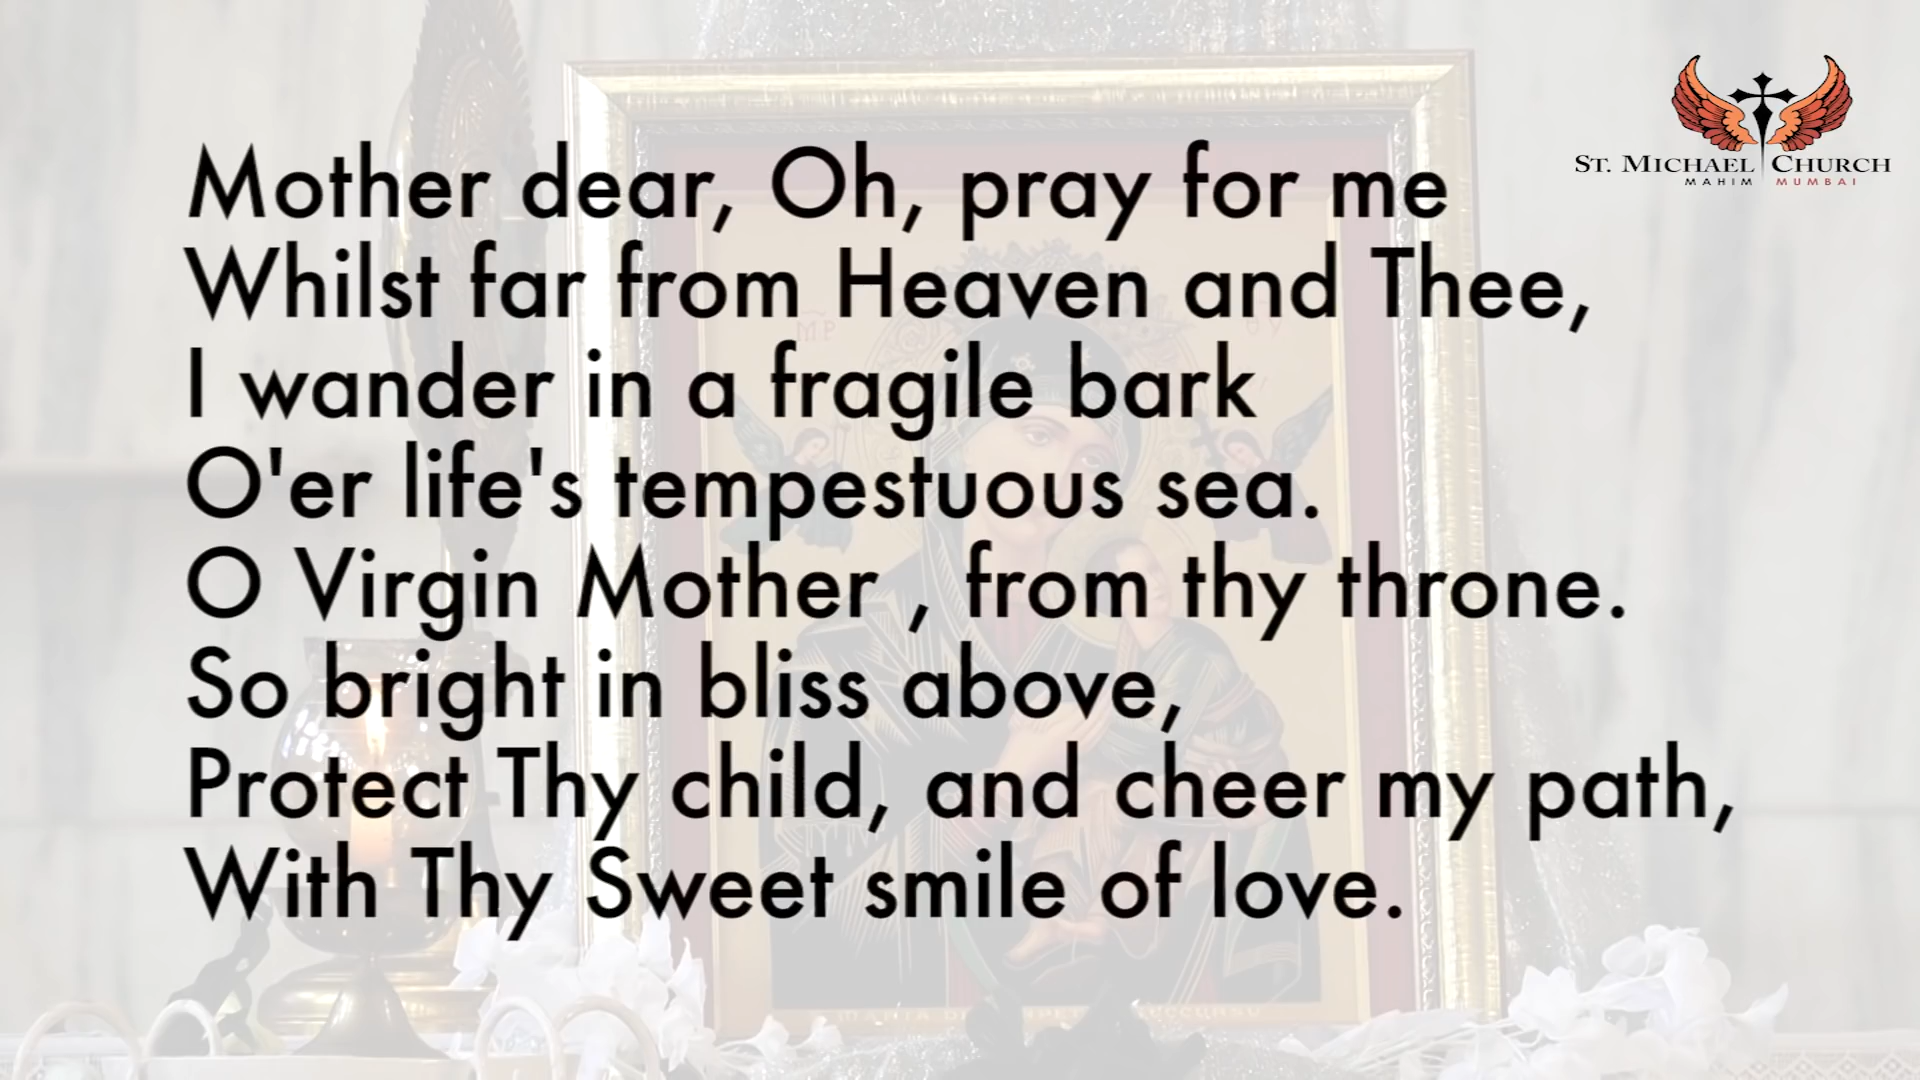 Mother dear, Oh, pray for me
Whilst far from Heaven and Thee,
I wander in a fragile bark
O'er life's tempestuous sea.
O Virgin Mother , from thy throne.
So bright in bliss above,
Protect Thy child, and cheer my path,
With Thy Sweet smile of love.
ST. MICHAEL CHURCH
MAHIM MUMBAI